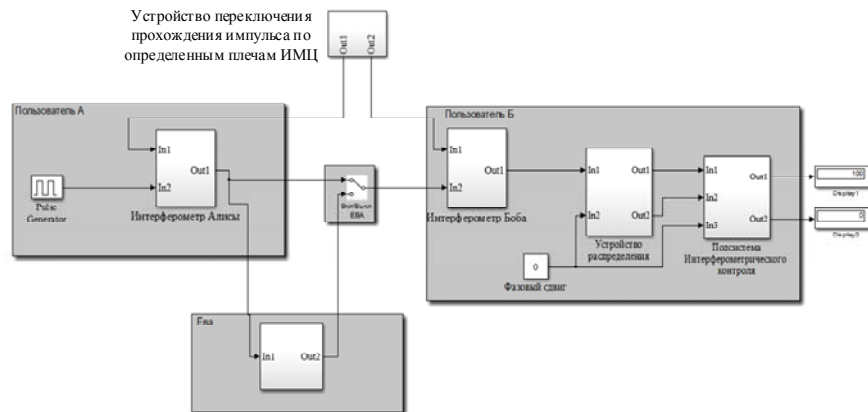 Устройство переключения
прохождения импульса по
определенным плечам ИМЦ
Out1
Out2
Пользователь А
In1
Out1
In2
Pulse
Generator
Интерферометр Алисы
ЕВА
Пользователь Б
In1
Out1
In2
Интерферометр Боба
In1
Out1
In2
Out2
Устройство
распределения
In1
Out1
In2
Out2
In3
Подсистема
Интерферометрического
контроля
0
Фазовый сдвиг
100
Display1
0
Ева
In1
Out2